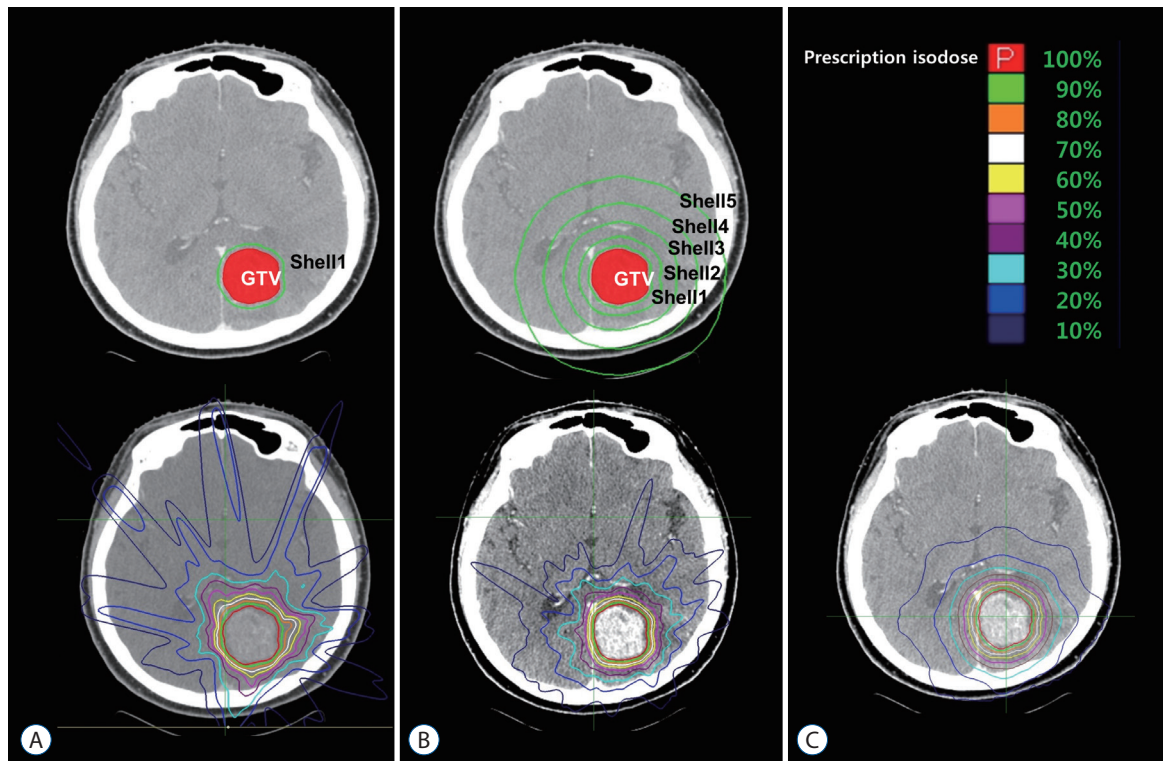 GTV
Shell1
Shell5
Shell4
Shell3
Shell2
GTV
Shell1
Prescription isodose P 100%
90%
80%
70%
60%
50%
40%
30%
20%
10%
A
B
C